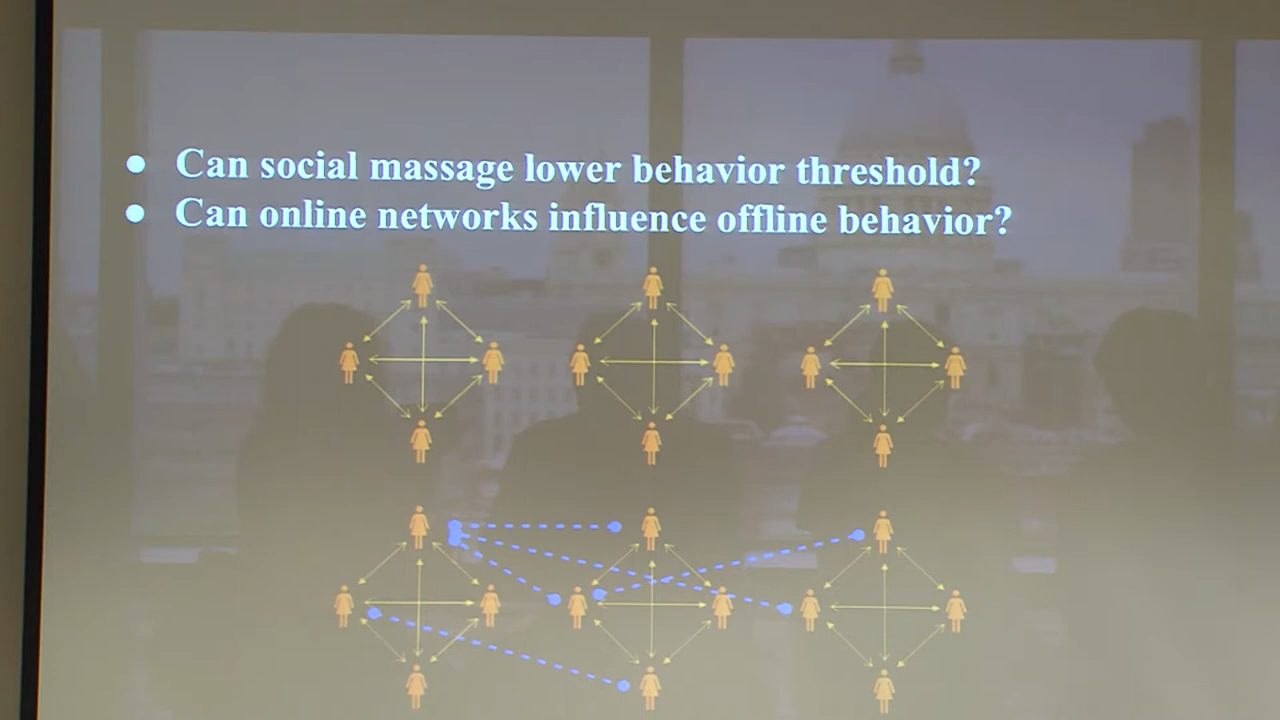 ● Can social massage lower behavior threshold?
● Can online networks influence offline behavior?